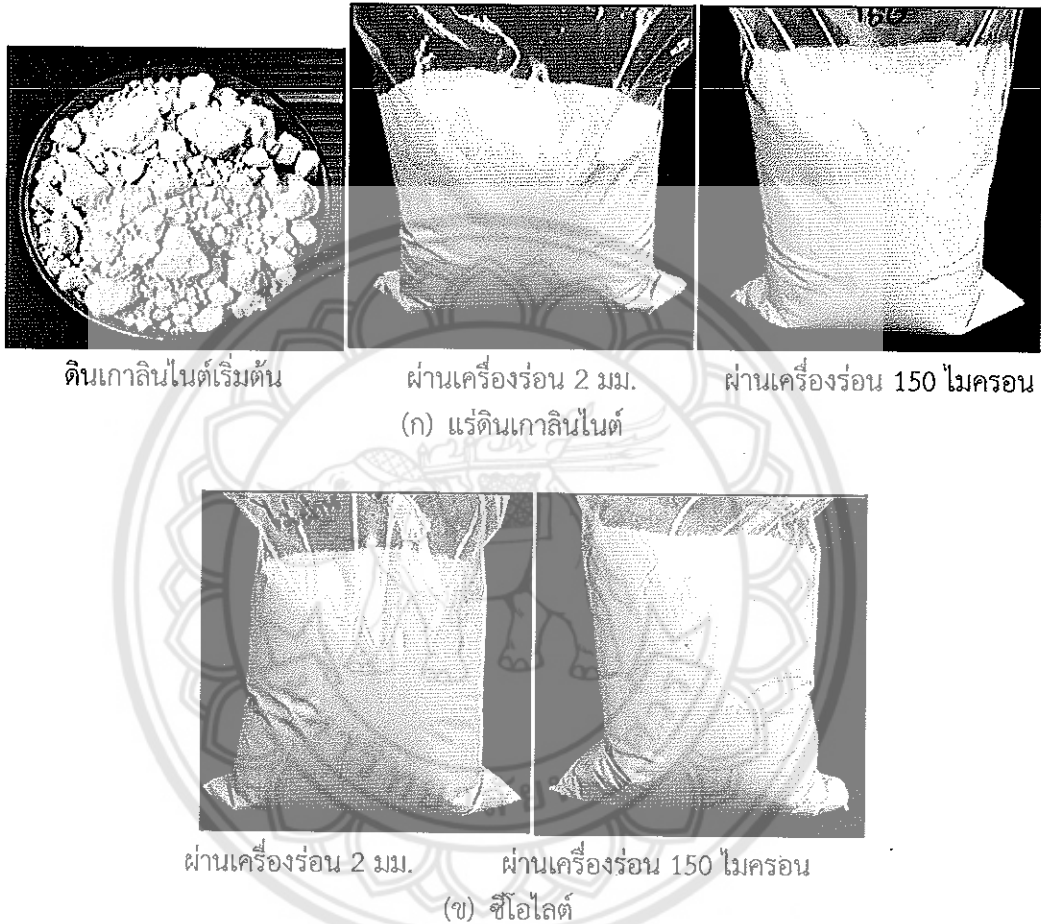 ดินเกาลินไนต์เริ่มต้น ผ่านเครื่องร่อน 2 มม. ผ่านเครื่องร่อน 150 ไมครอน
(ก) แร่ดินเกาลินไนต์
ผ่านเครื่องร่อน 2 มม. ผ่านเครื่องร่อน 150 ไมครอน
(ข) ซีโอไลต์